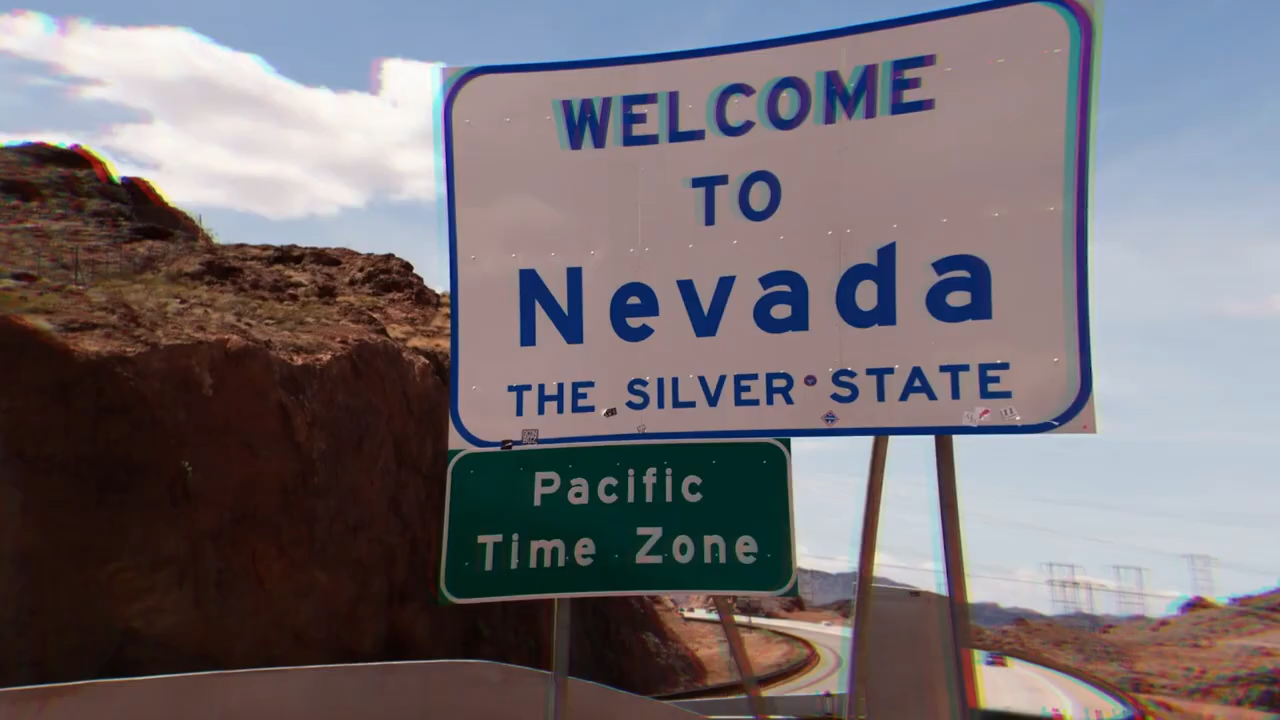 WELCOME
TO
Nevada
THE SILVER STATE
Pacific
Time Zone